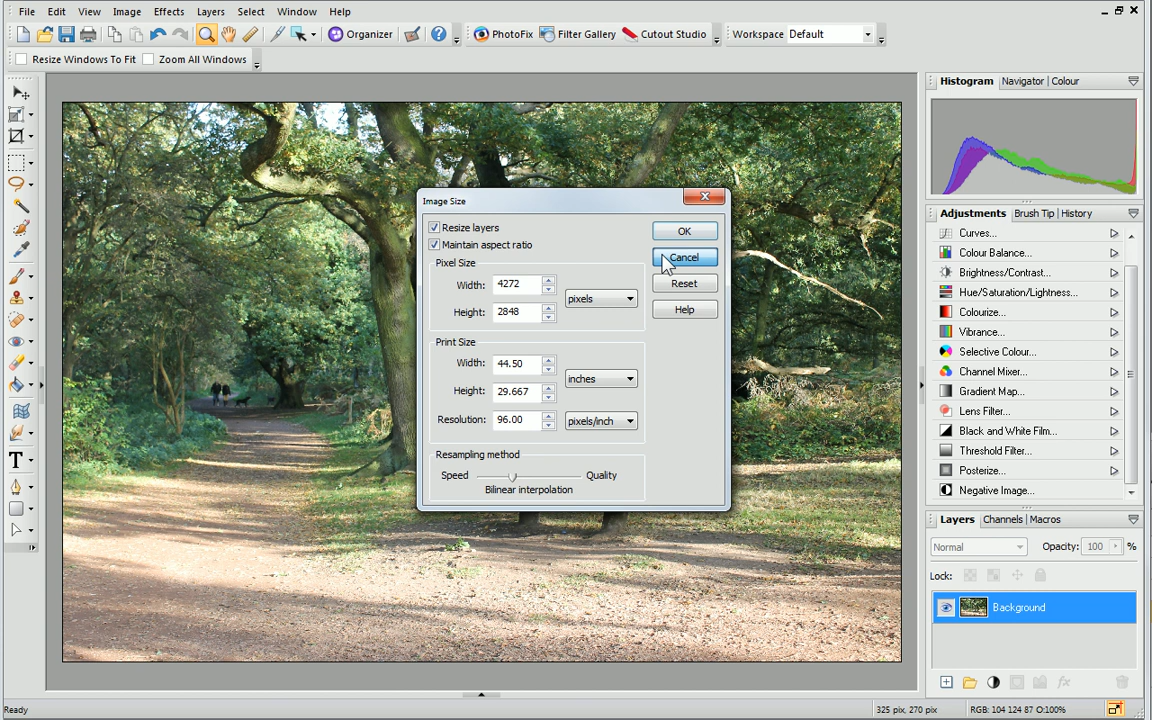 File Edit View Image Effects Layers Select Window Help
Organizer PhotoFix Filter Gallery Cutout Studio Workspace Default
Resize Windows To Fit Zoom All Windows
Histogram Navigator | Colour
Image Size
Resize layers
Maintain aspect ratio
Pixel Size
Width: 4272
Height: 2848
pixels
Print Size
Width: 44.50
Height: 29.667
inches
Resolution: 96.00 pixels/inch
Resampling method
Speed Quality
Bilinear interpolation
OK
Cancel
Reset
Help
Adjustments Brush Tip | History
Curves...
Colour Balance...
Brightness/Contrast...
Hue/Saturation/Lightness...
Colourize...
Vibrance...
Selective Colour...
Channel Mixer...
Gradient Map...
Lens Filter...
Black and White Film...
Threshold Filter...
Posterize...
Negative Image...
Layers Channels | Macros
Normal Opacity: 100 %
Lock:
Background
Ready 325 pix, 270 pix RGB: 104 124 87 O:100%